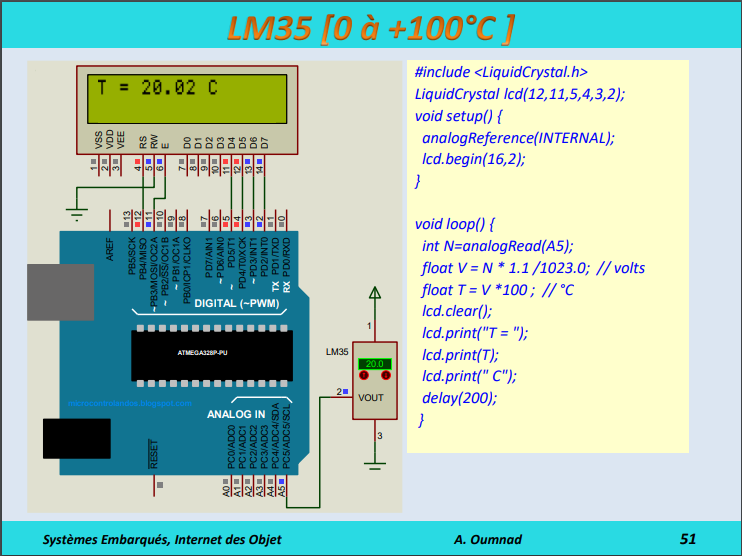 LM35 [0 à +100°C ]
T = 20.02 C
VSS
VDD
VEE
RS
RW
E
D0
D1
D2
D3
D4
D5
D6
D7
1
2
3
4
5
6
7
8
9
10
11
12
13
14
13
12
11
10
9
8
7
6
5
4
3
2
1
0
AREF
PB5/SCK
PB4/MISO
~ PB3/MOSI/OC2A
~ PB2/SS/OC1B
~ PB1/OC1A
PB0/ICP1/CLKO
PD7/AIN1
~ PD6/AIN0
~ PD5/T1
PD4/T0/XCK
~ PD3/INT1
PD2/INT0
TX PD1/TXD
RX PD0/RXD
DIGITAL (~PWM)
ATMEGA328P-PU
microcontrolandos.blogspot.com
ANALOG IN
RESET
PC0/ADC0
PC1/ADC1
PC2/ADC2
PC3/ADC3
PC4/ADC4/SDA
PC5/ADC5/SCL
A0
A1
A2
A3
A4
A5
LM35
1
20.0
2
VOUT
3
#include <LiquidCrystal.h>
LiquidCrystal lcd(12,11,5,4,3,2);
void setup() {
analogReference(INTERNAL);
lcd.begin(16,2);
}
void loop() {
int N=analogRead(A5);
float V = N * 1.1 /1023.0; // volts
float T = V *100 ; // °C
lcd.clear();
lcd.print("T = ");
lcd.print(T);
lcd.print(" C");
delay(200);
}
Systèmes Embarqués, Internet des Objet
A. Oumnad
51